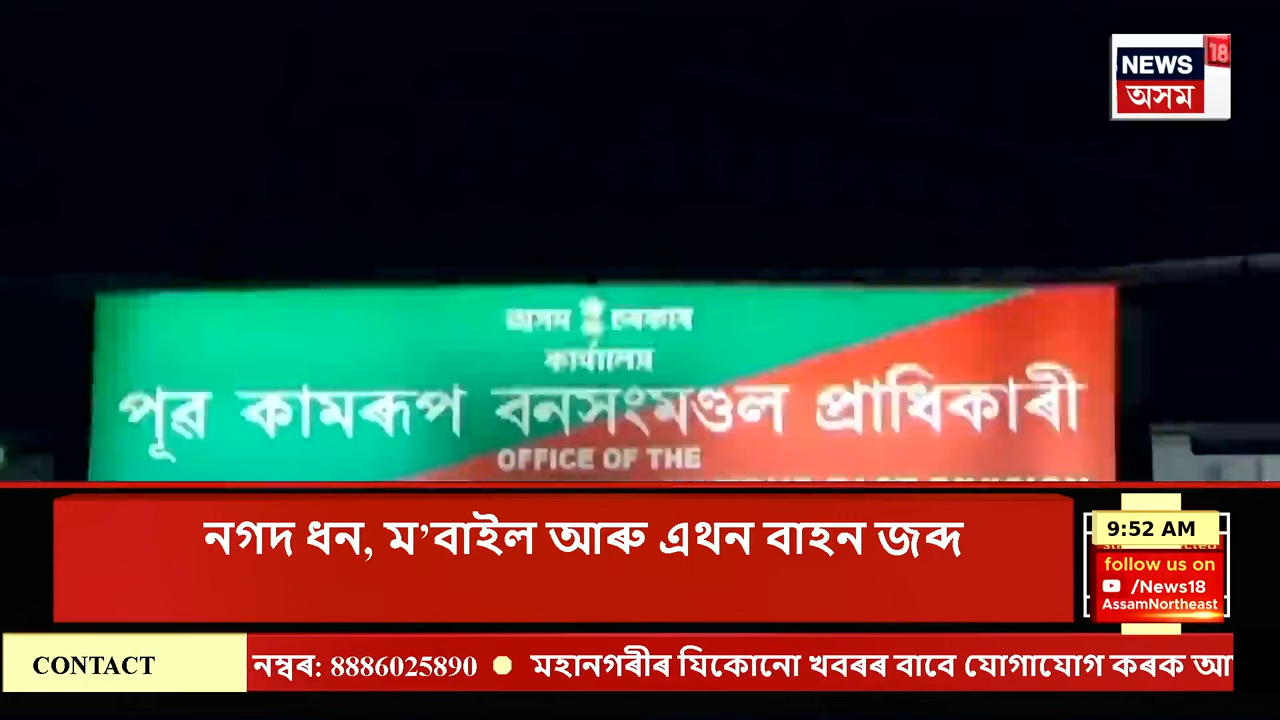 NEWS 18
অসম
অসম চৰকাৰ
কাৰ্যালয়
পূৱ কামৰূপ বনসংমণ্ডল প্ৰাধিকাৰী
OFFICE OF THE
নগদ ধন, ম’বাইল আৰু এথন বাহন জব্দ
9:52 AM
follow us on
/News18
AssamNortheast
CONTACT
নম্বৰ: 8886025890 ● মহানগৰীৰ যিকোনো খবৰৰ বাবে যোগাযোগ কৰক আ